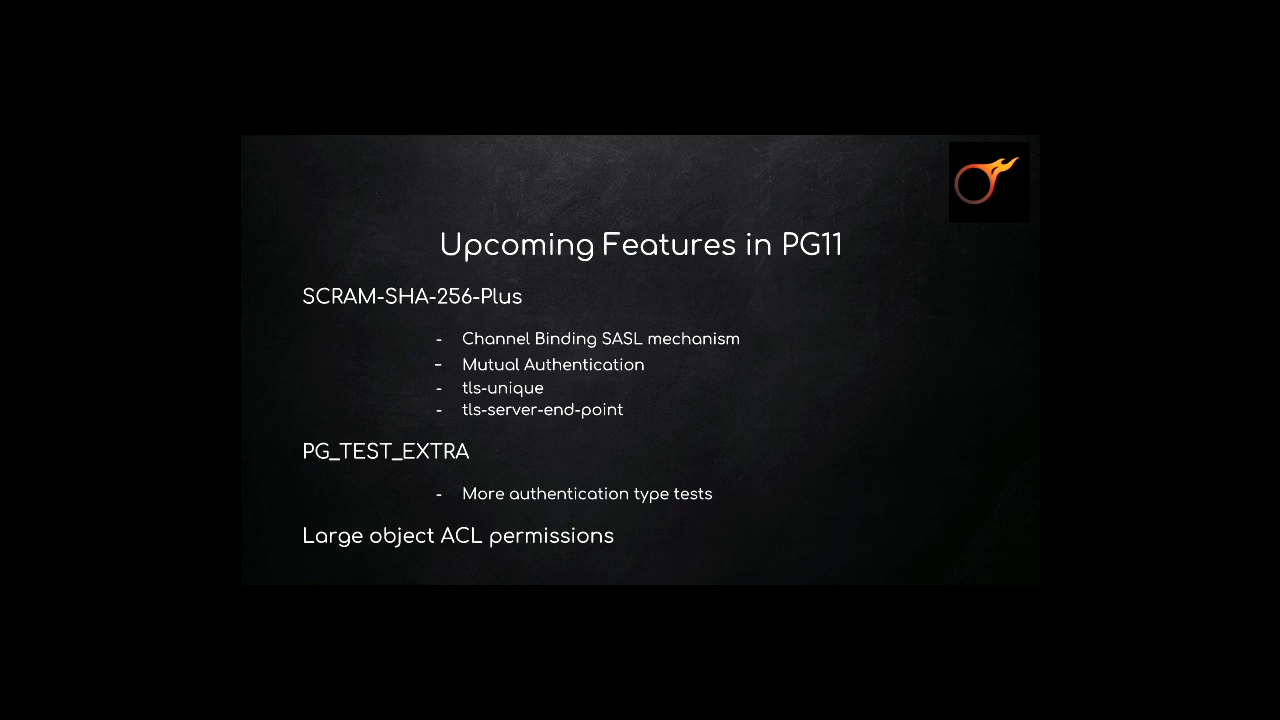 Upcoming Features in PG11
SCRAM-SHA-256-Plus
- Channel Binding SASL mechanism
- Mutual Authentication
- tls-unique
- tls-server-end-point
PG_TEST_EXTRA
- More authentication type tests
Large object ACL permissions